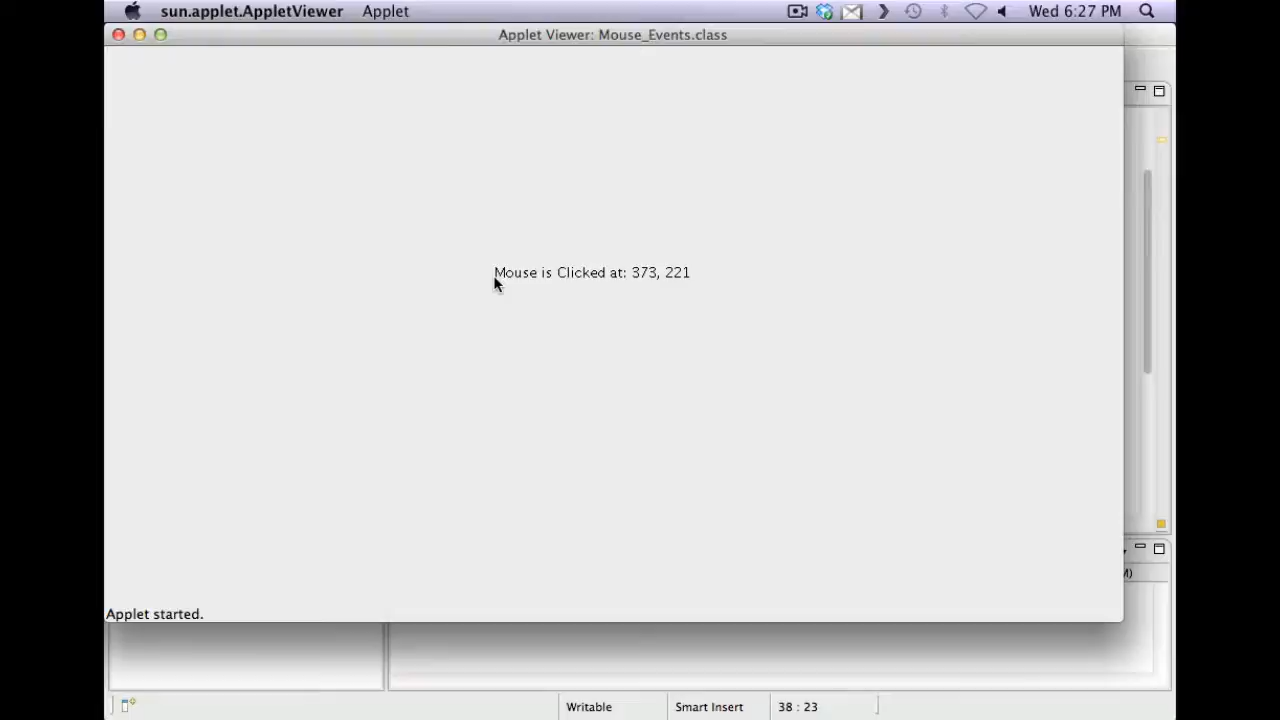 sun.applet.AppletViewer Applet Wed 6:27 PM
Applet Viewer: Mouse_Events.class
Mouse is Clicked at: 373, 221
M)
Applet started.
Writable Smart Insert 38 : 23